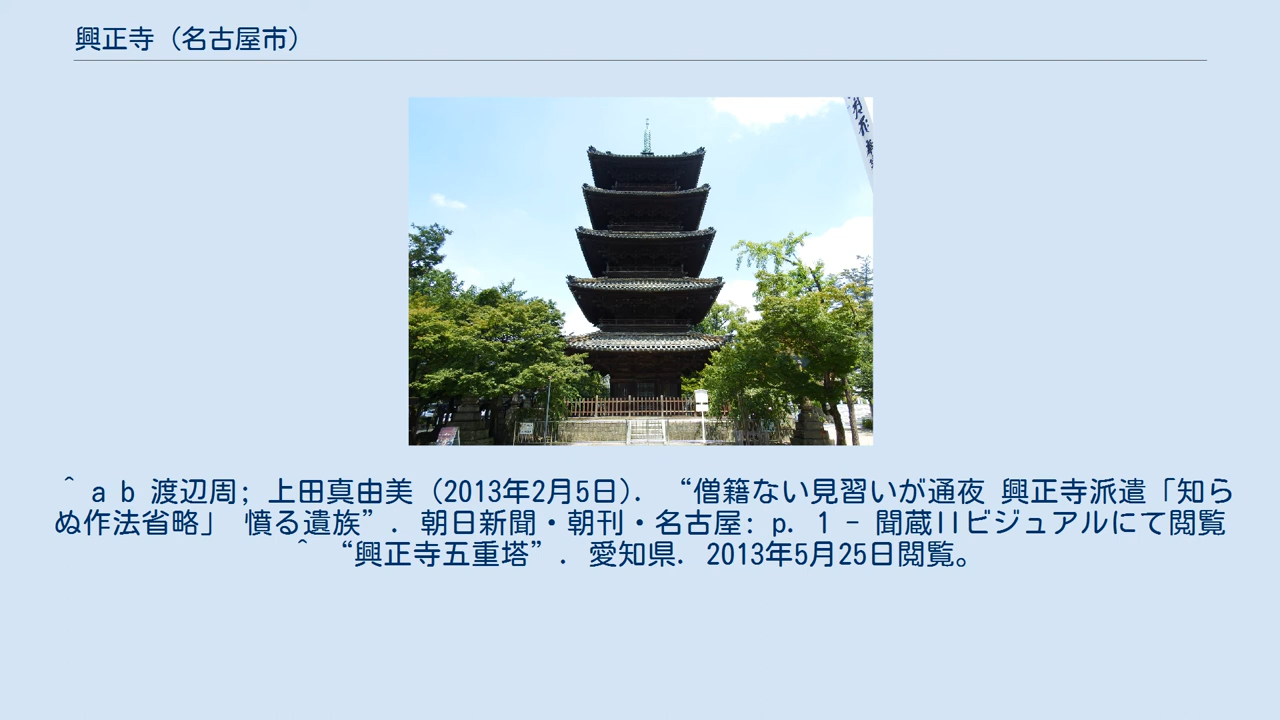 興正寺（名古屋市）
^ a b 渡辺周; 上田真由美 (2013年2月5日). “僧籍ない見習いが通夜 興正寺派遣「知ら
ぬ作法省略」 憤る遺族”. 朝日新聞・朝刊・名古屋: p. 1 - 聞蔵IIビジュアルにて閲覧
^ “興正寺五重塔”. 愛知県. 2013年5月25日閲覧。